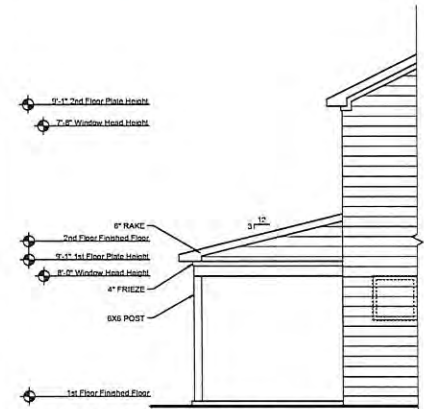 9'-1" 2nd Floor Plate Height
7'-8" Window Head Height
12
3
6" RAKE
2nd Floor Finished Floor
9'-1" 1st Floor Plate Height
8'-0" Window Head Height
4" FRIEZE
6X6 POST
1st Floor Finished Floor